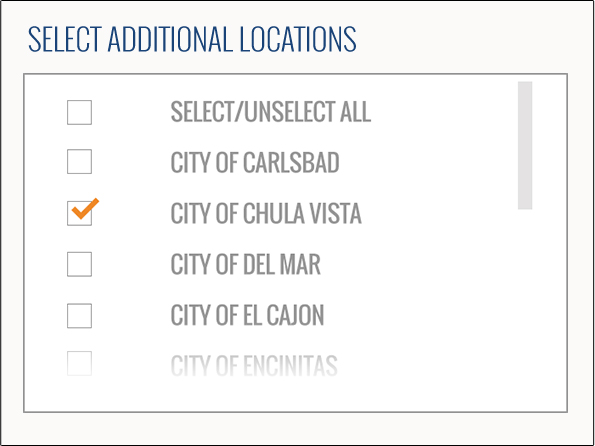 SELECT ADDITIONAL LOCATIONS
SELECT/UNSELECT ALL
CITY OF CARLSBAD
CITY OF CHULA VISTA
CITY OF DEL MAR
CITY OF EL CAJON
CITY OF ENCINITAS